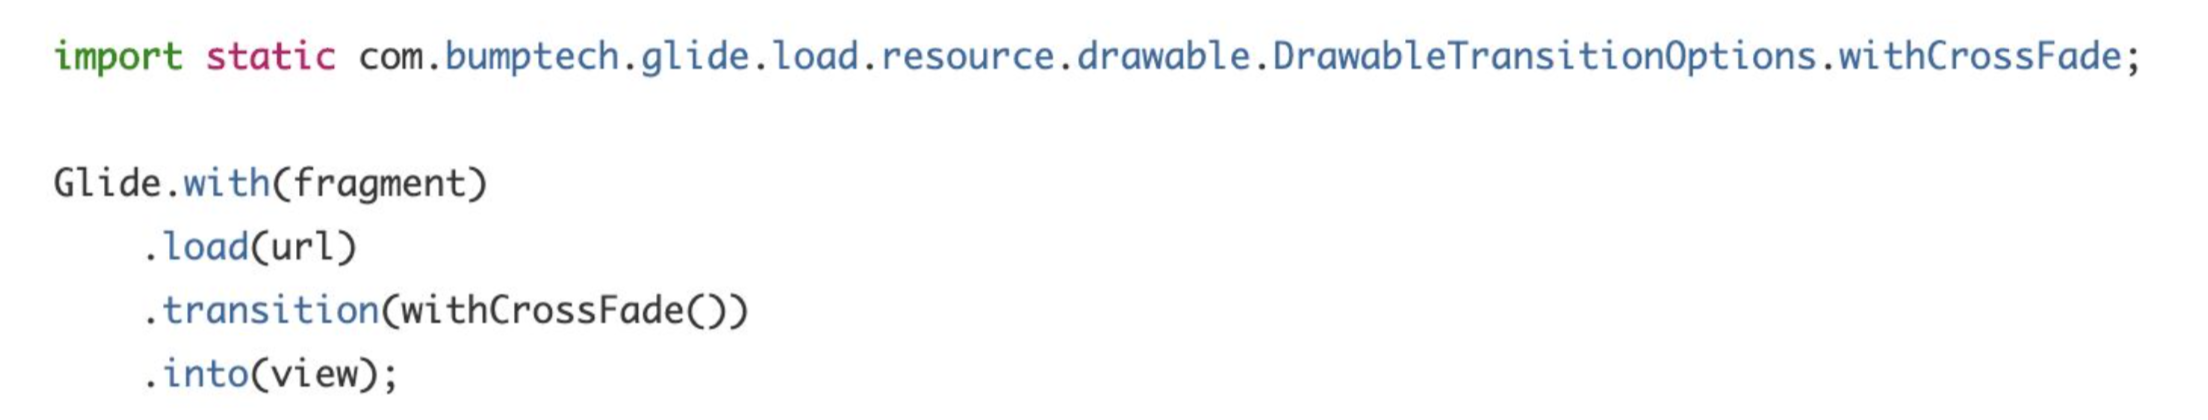 import static com.bumptech.glide.load.resource.drawable.DrawableTransitionOptions.withCrossFade;
Glide.with(fragment)
.load(url)
.transition(withCrossFade())
.into(view);